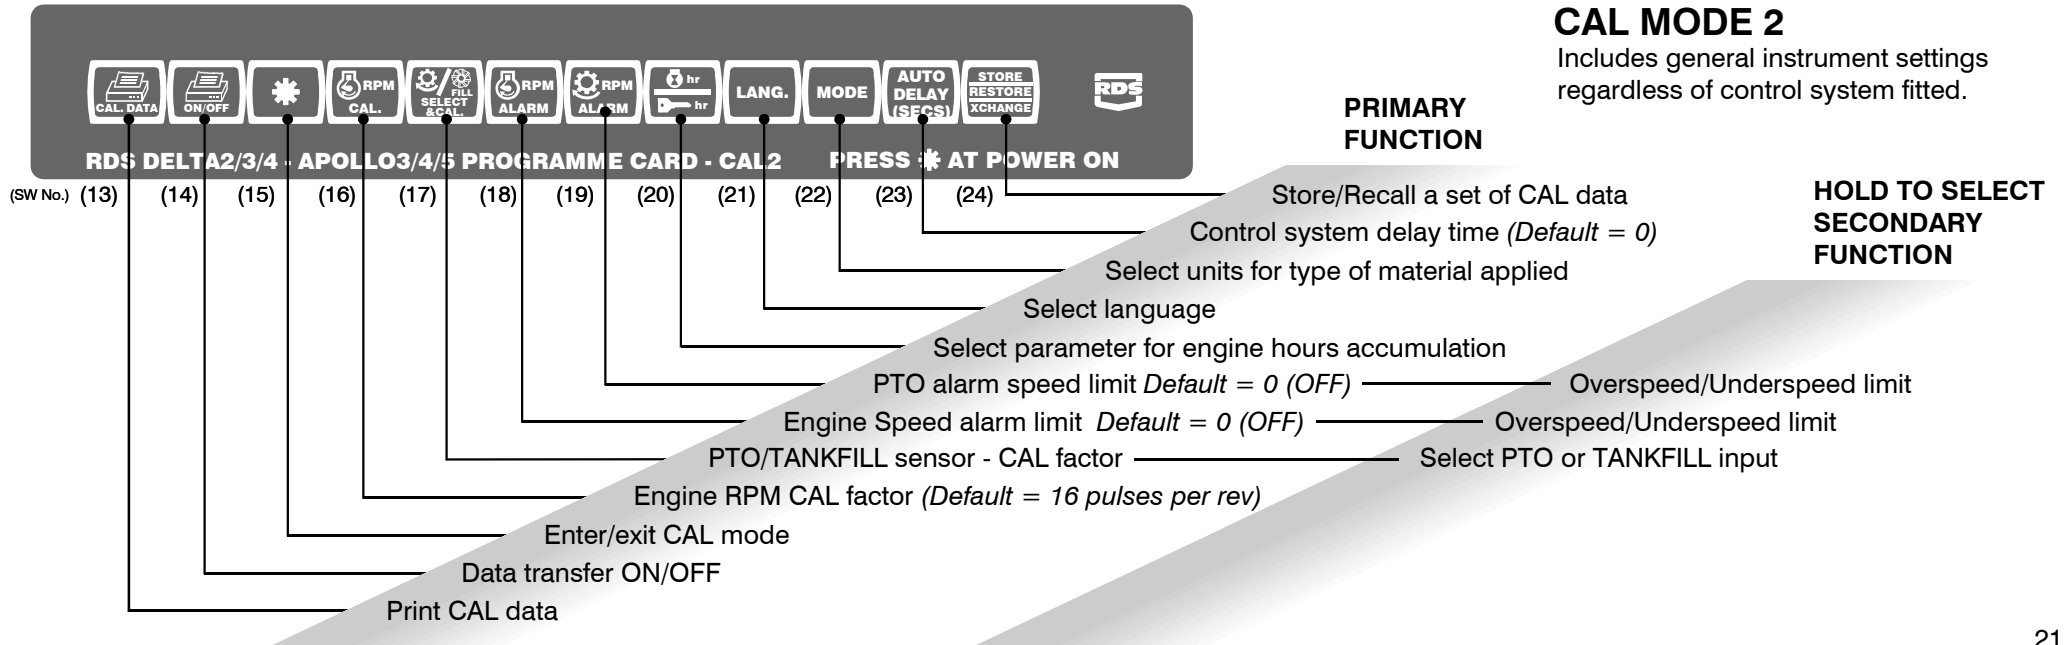 CAL MODE 2
Includes general instrument settings
regardless of control system fitted.
CAL. DATA
ON/OFF
✱
RPM
CAL.
FILL
SELECT
&CAL.
RPM
ALARM
RPM
ALARM
hr
hr
LANG.
MODE
AUTO
DELAY
(SECS)
STORE
RESTORE
XCHANGE
RDS
RDS DELTA2/3/4 - APOLLO3/4/5 PROGRAMME CARD - CAL2 PRESS ✱ AT POWER ON
(SW No.) (13) (14) (15) (16) (17) (18) (19) (20) (21) (22) (23) (24)
PRIMARY
FUNCTION
HOLD TO SELECT
SECONDARY
FUNCTION
Store/Recall a set of CAL data
Control system delay time (Default = 0)
Select units for type of material applied
Select language
Select parameter for engine hours accumulation
PTO alarm speed limit Default = 0 (OFF) Overspeed/Underspeed limit
Engine Speed alarm limit Default = 0 (OFF) Overspeed/Underspeed limit
PTO/TANKFILL sensor - CAL factor Select PTO or TANKFILL input
Engine RPM CAL factor (Default = 16 pulses per rev)
Enter/exit CAL mode
Data transfer ON/OFF
Print CAL data
21